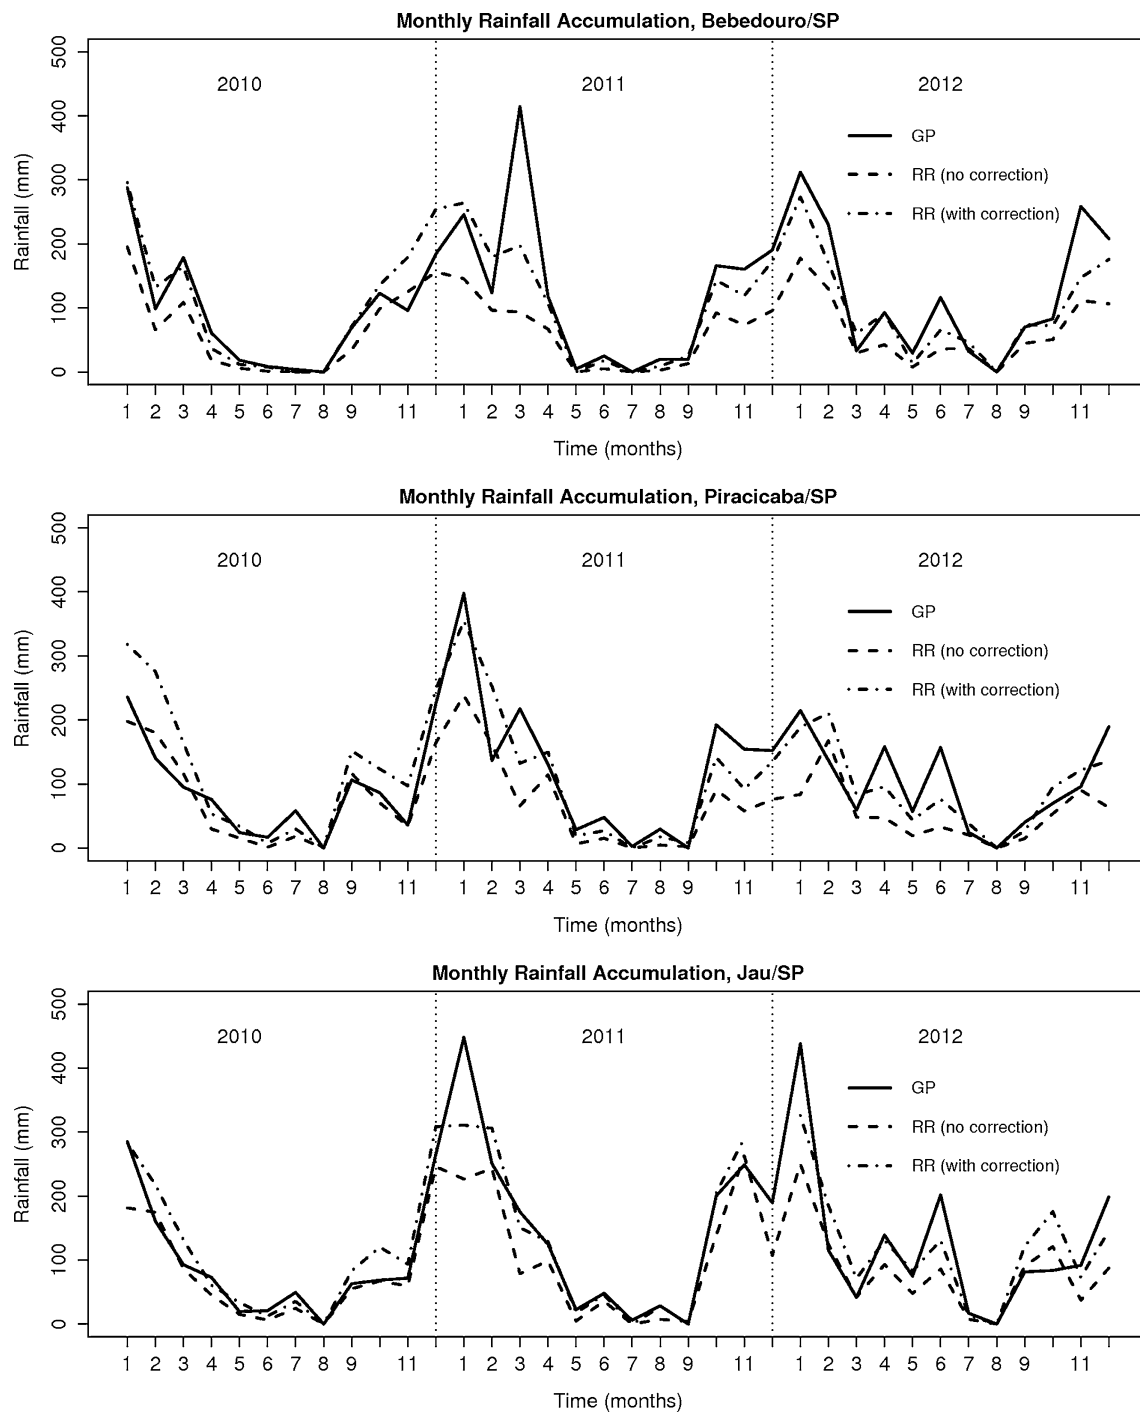 Monthly Rainfall Accumulation, Bebedouro/SP
500
400
300
200
100
0
Rainfall (mm)
2010 2011 2012
GP
RR (no correction)
RR (with correction)
1 2 3 4 5 6 7 8 9 11 1 2 3 4 5 6 7 8 9 11 1 2 3 4 5 6 7 8 9 11
Time (months)
Monthly Rainfall Accumulation, Piracicaba/SP
500
400
300
200
100
0
Rainfall (mm)
2010 2011 2012
GP
RR (no correction)
RR (with correction)
1 2 3 4 5 6 7 8 9 11 1 2 3 4 5 6 7 8 9 11 1 2 3 4 5 6 7 8 9 11
Time (months)
Monthly Rainfall Accumulation, Jau/SP
500
400
300
200
100
0
Rainfall (mm)
2010 2011 2012
GP
RR (no correction)
RR (with correction)
1 2 3 4 5 6 7 8 9 11 1 2 3 4 5 6 7 8 9 11 1 2 3 4 5 6 7 8 9 11
Time (months)